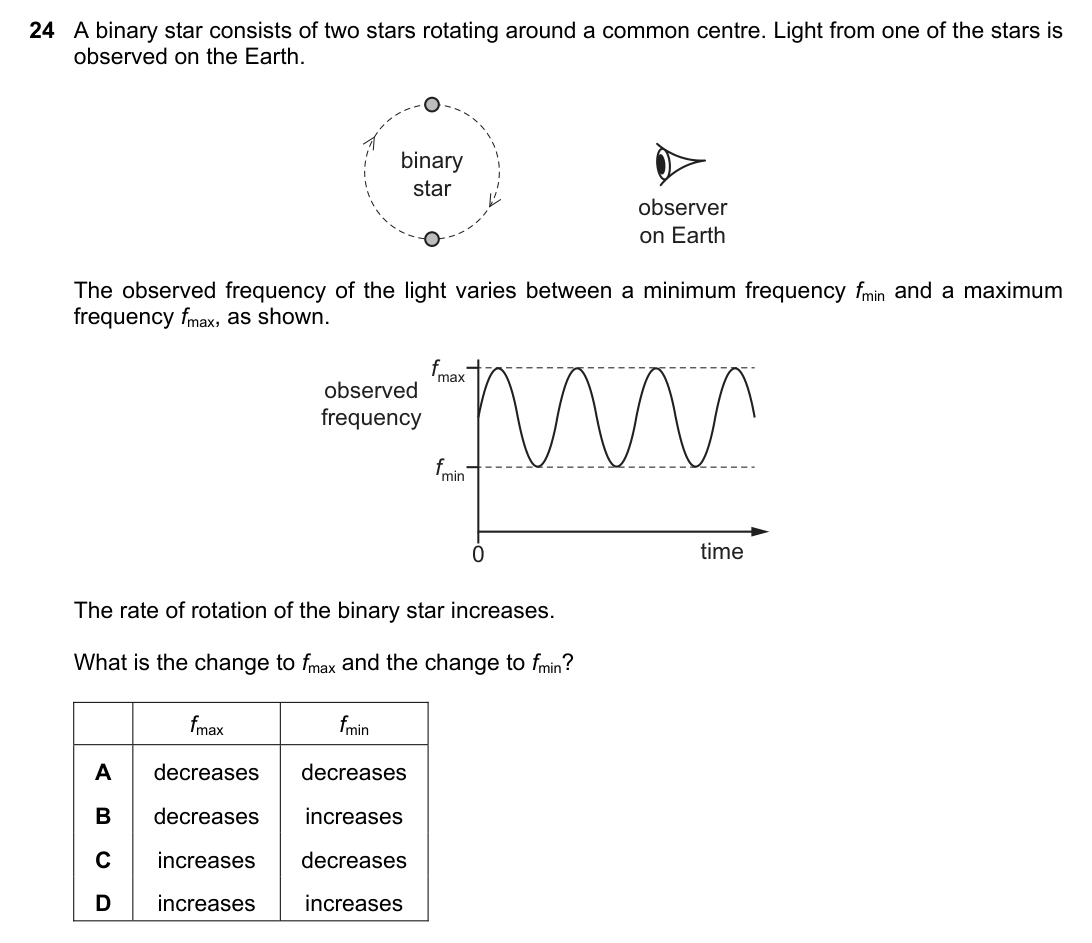 24 A binary star consists of two stars rotating around a common centre. Light from one of the stars is
observed on the Earth.
binary
star
observer
on Earth
The observed frequency of the light varies between a minimum frequency fmin and a maximum
frequency fmax, as shown.
fmax
observed
frequency
fmin
0
time
The rate of rotation of the binary star increases.
What is the change to fmax and the change to fmin?
fmax fmin
A decreases decreases
B decreases increases
C increases decreases
D increases increases